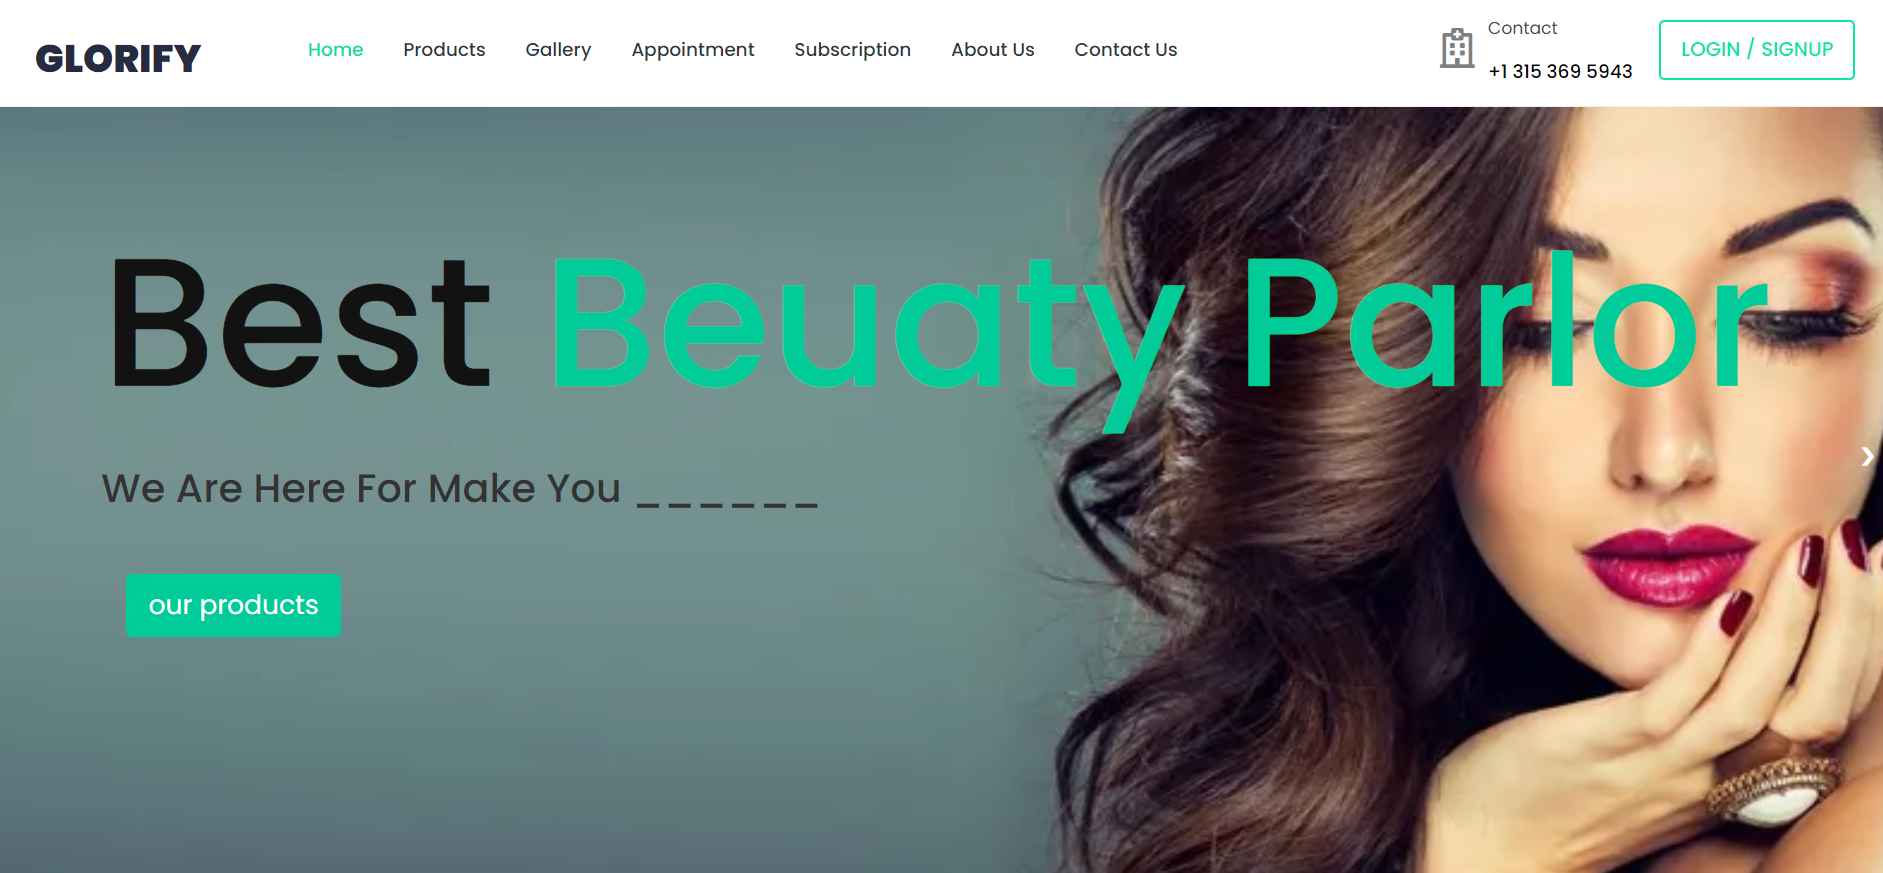 GLORIFY
Home Products Gallery Appointment Subscription About Us Contact Us
Contact
+1 315 369 5943
LOGIN / SIGNUP
Best Beuaty Parlor
We Are Here For Make You ______
our products